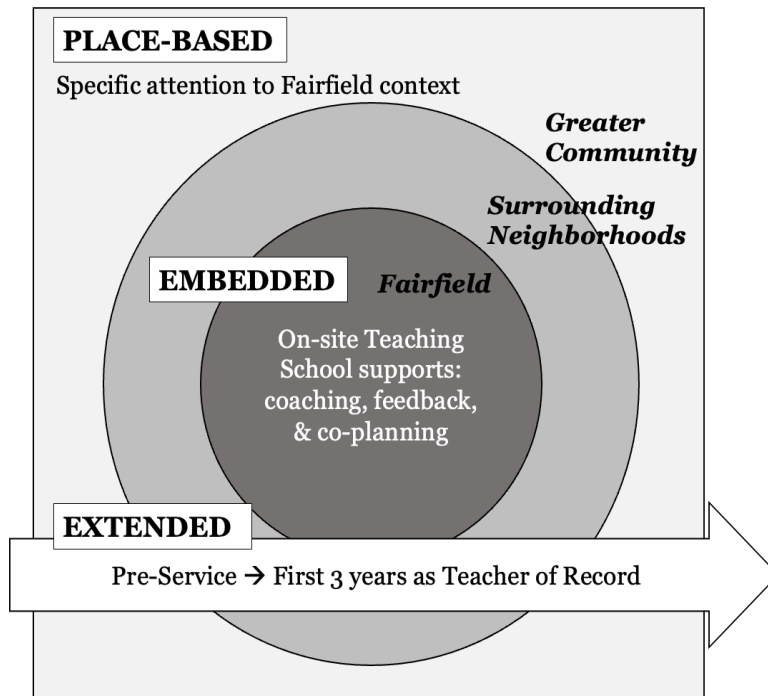 PLACE-BASED
Specific attention to Fairfield context
Greater
Community
Surrounding
Neighborhoods
EMBEDDED
Fairfield
On-site Teaching
School supports:
coaching, feedback,
& co-planning
EXTENDED
Pre-Service → First 3 years as Teacher of Record